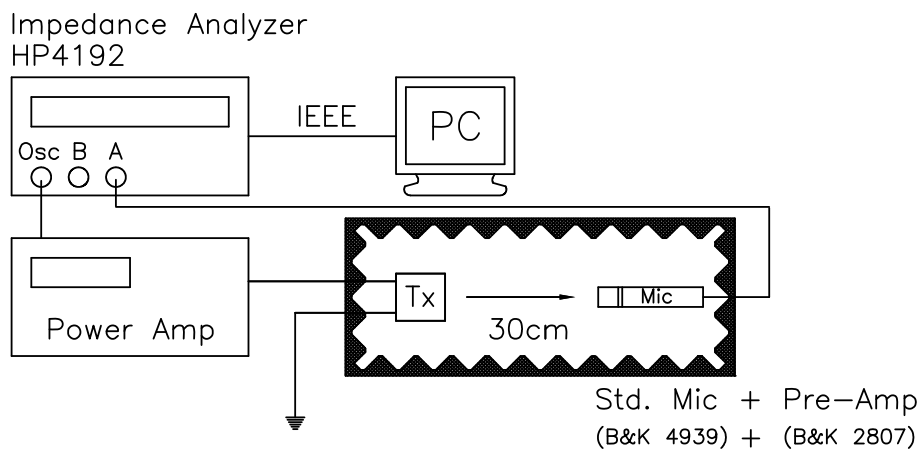 Impedance Analyzer
HP4192
IEEE
PC
Osc B A
Power Amp
Tx
Mic
30cm
Std. Mic + Pre-Amp
(B&K 4939) + (B&K 2807)